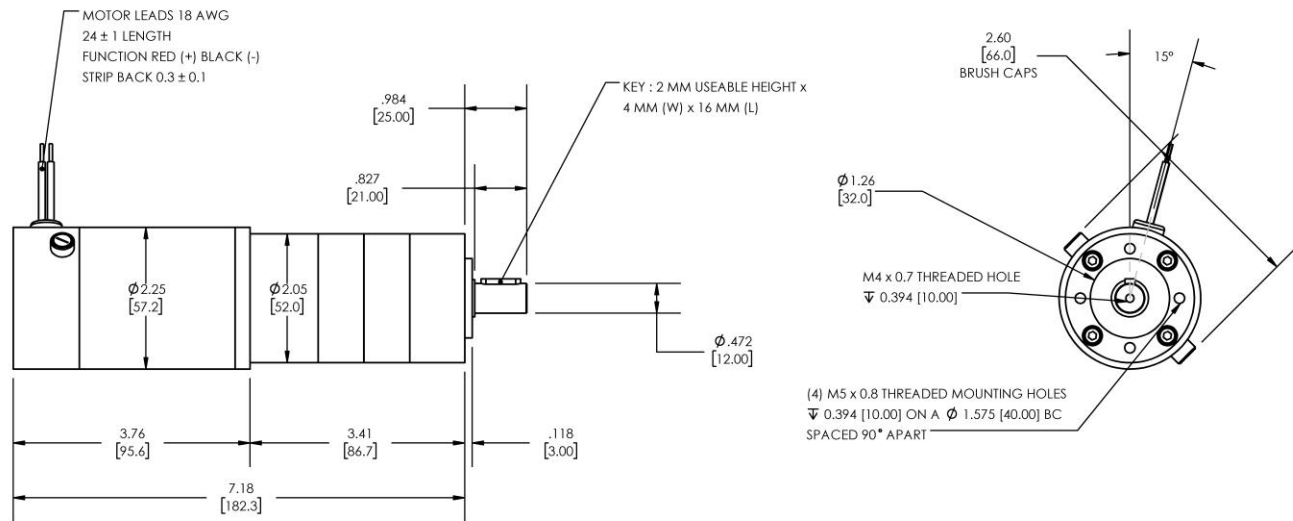 MOTOR LEADS 18 AWG
24 ± 1 LENGTH
FUNCTION RED (+) BLACK (-)
STRIP BACK 0.3 ± 0.1
.984
[25.00]
KEY : 2 MM USEABLE HEIGHT x
4 MM (W) x 16 MM (L)
.827
[21.00]
Ø2.25
[57.2]
Ø2.05
[52.0]
Ø.472
[12.00]
3.76
[95.6]
3.41
[86.7]
.118
[3.00]
7.18
[182.3]
2.60
[66.0]
BRUSH CAPS
15°
Ø1.26
[32.0]
M4 x 0.7 THREADED HOLE
↧ 0.394 [10.00]
(4) M5 x 0.8 THREADED MOUNTING HOLES
↧ 0.394 [10.00] ON A Ø 1.575 [40.00] BC
SPACED 90° APART